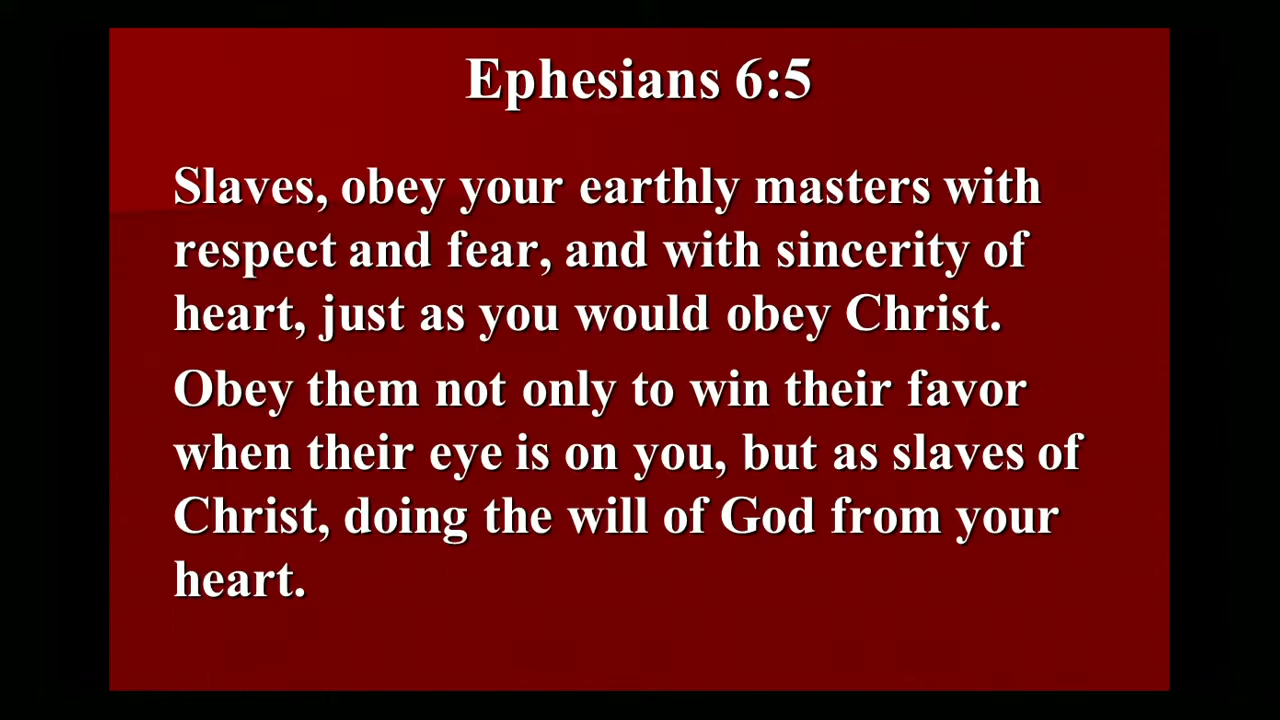 Ephesians 6:5
Slaves, obey your earthly masters with
respect and fear, and with sincerity of
heart, just as you would obey Christ.
Obey them not only to win their favor
when their eye is on you, but as slaves of
Christ, doing the will of God from your
heart.